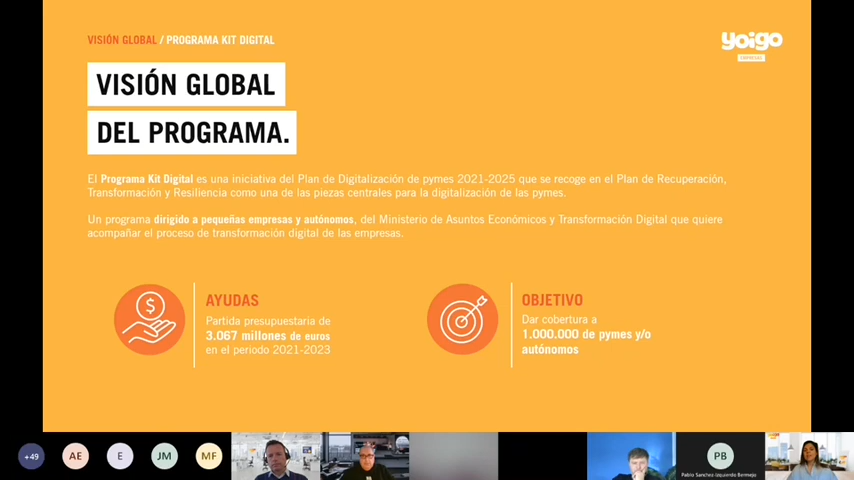 VISIÓN GLOBAL / PROGRAMA KIT DIGITAL
yoigo
EMPRESAS
VISIÓN GLOBAL
DEL PROGRAMA.
El Programa Kit Digital es una iniciativa del Plan de Digitalización de pymes 2021-2025 que se recoge en el Plan de Recuperación,
Transformación y Resiliencia como una de las piezas centrales para la digitalización de las pymes.
Un programa dirigido a pequeñas empresas y autónomos, del Ministerio de Asuntos Económicos y Transformación Digital que quiere
acompañar el proceso de transformación digital de las empresas.
$
AYUDAS
Partida presupuestaria de
3.067 millones de euros
en el periodo 2021-2023
OBJETIVO
Dar cobertura a
1.000.000 de pymes y/o
autónomos
+49
AE
E
JM
MF
PB
Pablo Sanchez-Izquierdo Bermejo